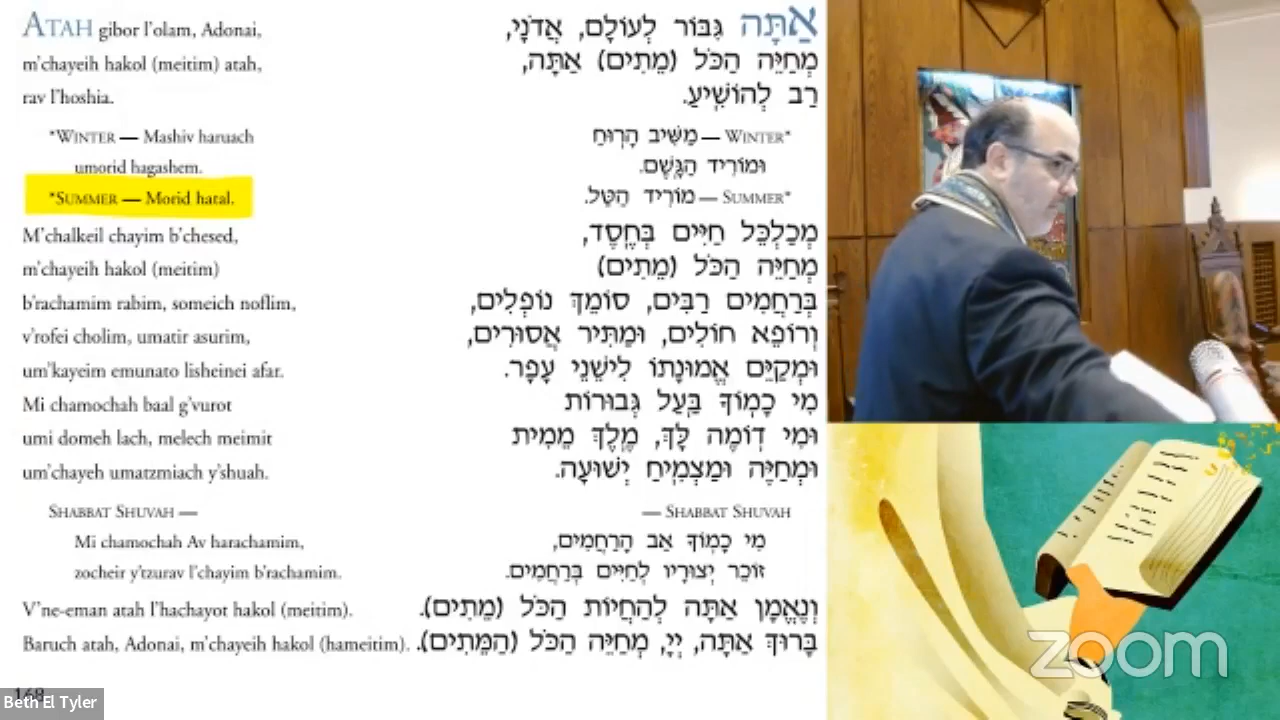 ATAH gibor l'olam, Adonai,
m'chayeih hakol (meitim) atah,
rav l'hoshia.
*WINTER — Mashiv haruach
umorid hagashem.
*SUMMER — Morid hatal.
M'chalkeil chayim b'chesed,
m'chayeih hakol (meitim)
b'rachamim rabim, someich noflim,
v'rofei cholim, umatir asurim,
um'kayeim emunato lisheinei afar.
Mi chamochah baal g'vurot
umi domeh lach, melech meimit
um'chayeh umatzmiach y'shuah.
SHABBAT SHUVAH —
Mi chamochah Av harachamim,
zocheir y'tzurav l'chayim b'rachamim.
V'ne-eman atah l'hachayot hakol (meitim).
Baruch atah, Adonai, m'chayeih hakol (hameitim).
אַתָּה גִּבּוֹר לְעוֹלָם, אֲדֹנָי,
מְחַיֵּה הַכֹּל (מֵתִים) אַתָּה,
רַב לְהוֹשִֽׁיעַ.
*WINTER — מַשִּׁיב הָרֽוּחַ
וּמוֹרִיד הַגֶּֽשֶׁם.
*SUMMER — מוֹרִיד הַטַּל.
מְכַלְכֵּל חַיִּים בְּחֶֽסֶד,
מְחַיֵּה הַכֹּל (מֵתִים)
בְּרַחֲמִים רַבִּים, סוֹמֵךְ נוֹפְלִים,
וְרוֹפֵא חוֹלִים, וּמַתִּיר אֲסוּרִים,
וּמְקַיֵּם אֱמוּנָתוֹ לִישֵׁנֵי עָפָר.
מִי כָמֽוֹךָ בַּֽעַל גְּבוּרוֹת
וּמִי דֽוֹמֶה לָּךְ, מֶֽלֶךְ מֵמִית
וּמְחַיֶּה וּמַצְמִֽיחַ יְשׁוּעָה.
— SHABBAT SHUVAH
מִי כָמֽוֹךָ אַב הָרַחֲמִים,
זוֹכֵר יְצוּרָיו לְחַיִּים בְּרַחֲמִים.
וְנֶאֱמָן אַתָּה לְהַחֲיוֹת הַכֹּל (מֵתִים).
בָּרוּךְ אַתָּה, יְיָ, מְחַיֵּה הַכֹּל (הַמֵּתִים).
168
Beth El Tyler
zoom